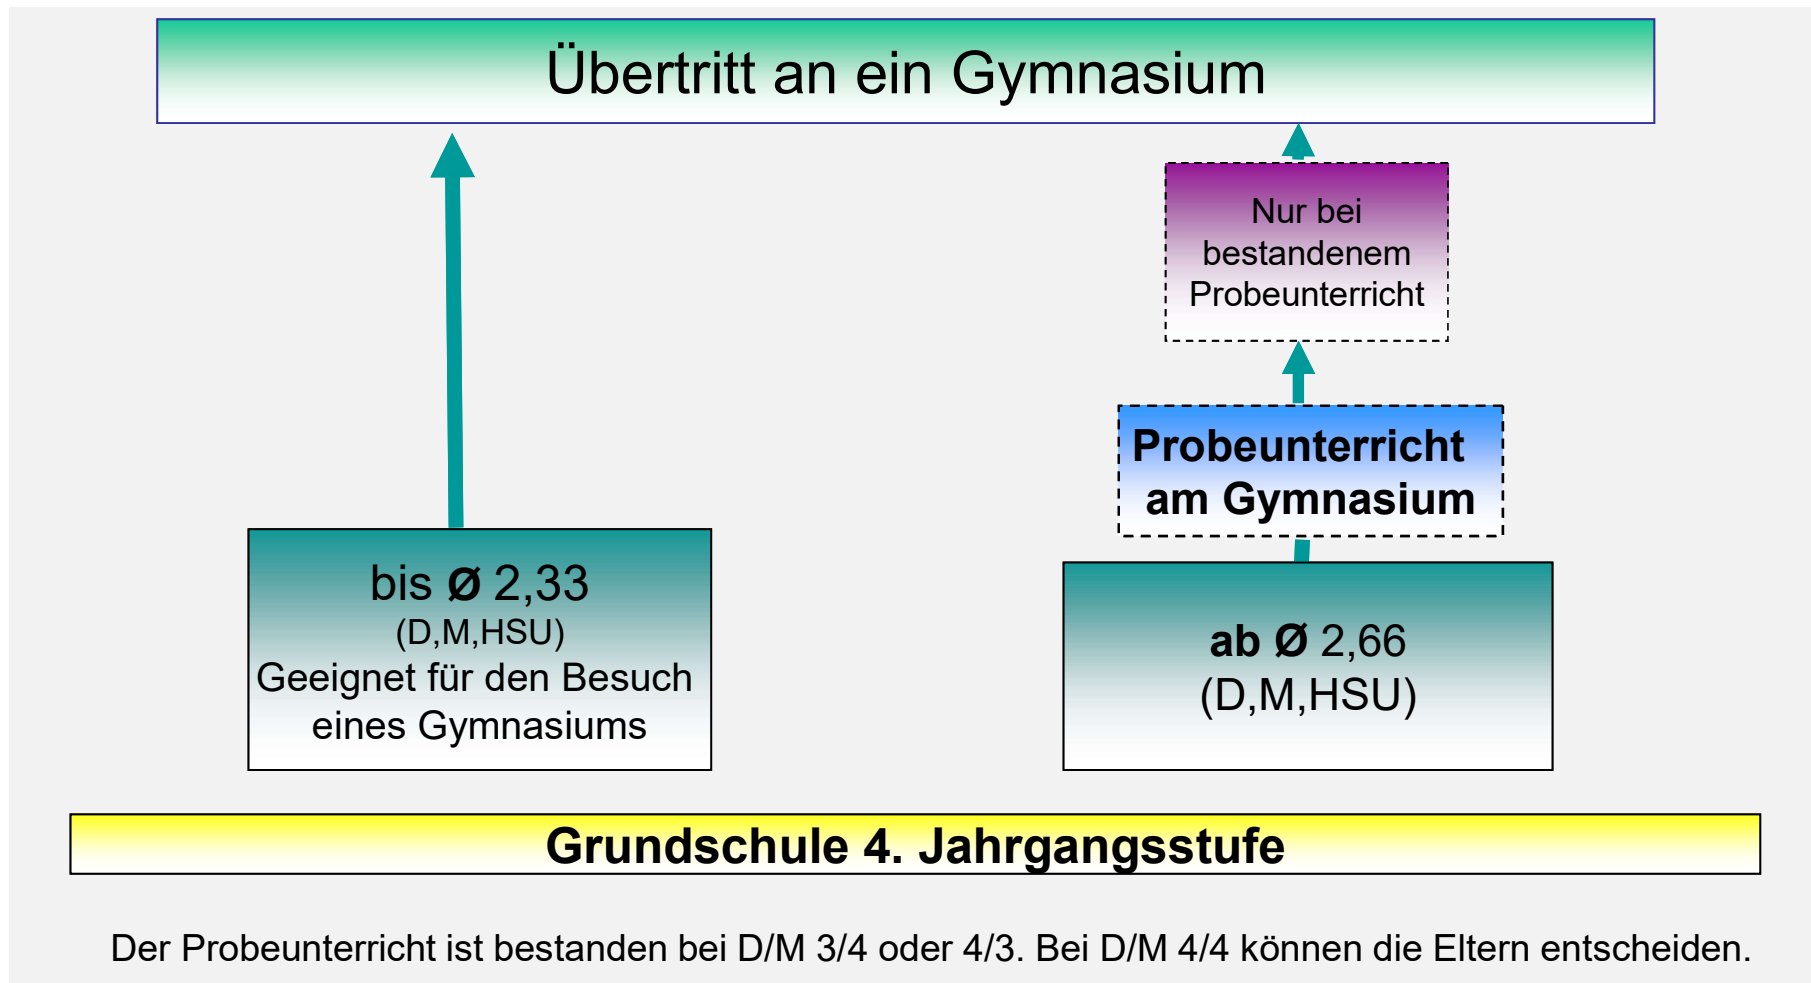 Übertritt an ein Gymnasium
Nur bei
bestandenem
Probeunterricht
Probeunterricht
am Gymnasium
bis Ø 2,33
(D,M,HSU)
Geeignet für den Besuch
eines Gymnasiums
ab Ø 2,66
(D,M,HSU)
Grundschule 4. Jahrgangsstufe
Der Probeunterricht ist bestanden bei D/M 3/4 oder 4/3. Bei D/M 4/4 können die Eltern entscheiden.